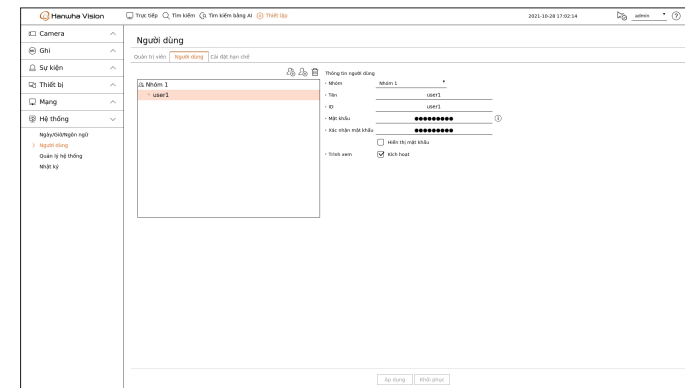 Hanwha Vision
Trực tiếp Tìm kiếm Tìm kiếm bằng AI Thiết lập
2021-10-28 17:02:14
admin
Camera
Ghi
Sự kiện
Thiết bị
Mạng
Hệ thống
Ngày/Giờ/Ngôn ngữ
Người dùng
Quản lý hệ thống
Nhật ký
Người dùng
Quản trị viên Người dùng Cài đặt hạn chế
Nhóm 1
user1
Thông tin người dùng
Nhóm Nhóm 1
Tên user1
ID user1
Mật khẩu ●●●●●●●●●
Xác nhận mật khẩu ●●●●●●●●●
Hiển thị mật khẩu
Trình xem Kích hoạt
Áp dụng Khôi phục